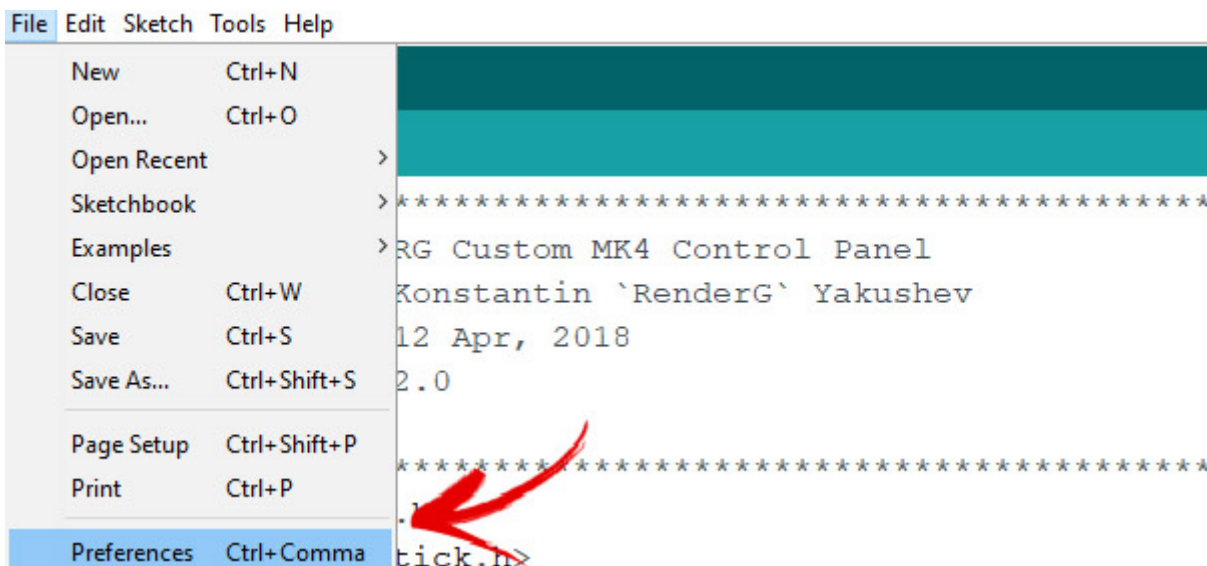 File Edit Sketch Tools Help
New Ctrl+N
Open... Ctrl+O
Open Recent >
Sketchbook > ******************************************
Examples > RG Custom MK4 Control Panel
Close Ctrl+W Konstantin `RenderG` Yakushev
Save Ctrl+S 12 Apr, 2018
Save As... Ctrl+Shift+S 2.0
Page Setup Ctrl+Shift+P
******************************************
Print Ctrl+P
Preferences Ctrl+Comma tick.h>